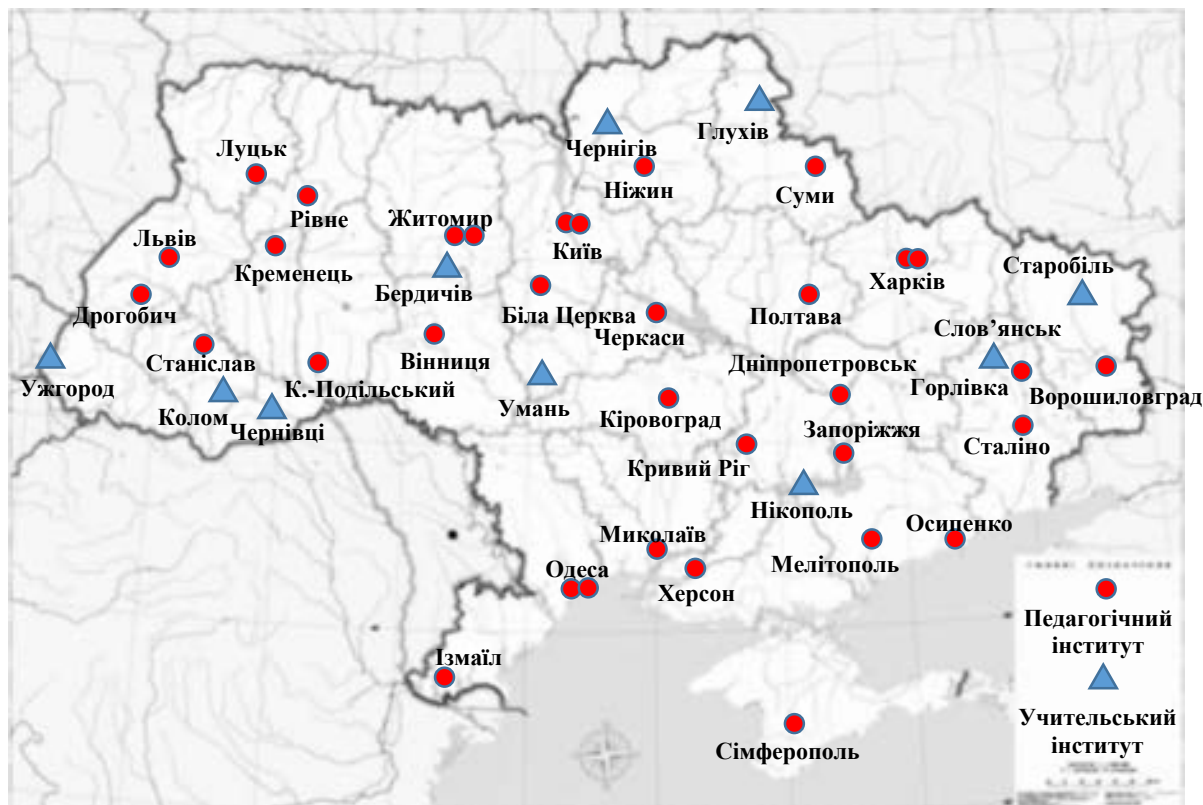 Глухів
Чернігів
Луцьк
Ніжин
Суми
Рівне
Житомир
Львів
Київ
Кременець
Харків
Старобіль
Бердичів
Дрогобич
Біла Церква
Полтава
Черкаси
Слов’янськ
Станіслав
Вінниця
Дніпропетровськ
Ужгород
К.-Подільський
Горлівка
Ворошиловград
Колом
Чернівці
Умань
Кіровоград
Запоріжжя
Сталіно
Кривий Ріг
Нікополь
Осипенко
Миколаїв
Мелітополь
Одеса
Херсон
Ізмаїл
Сімферополь
Педагогічний
інститут
Учительський
інститут